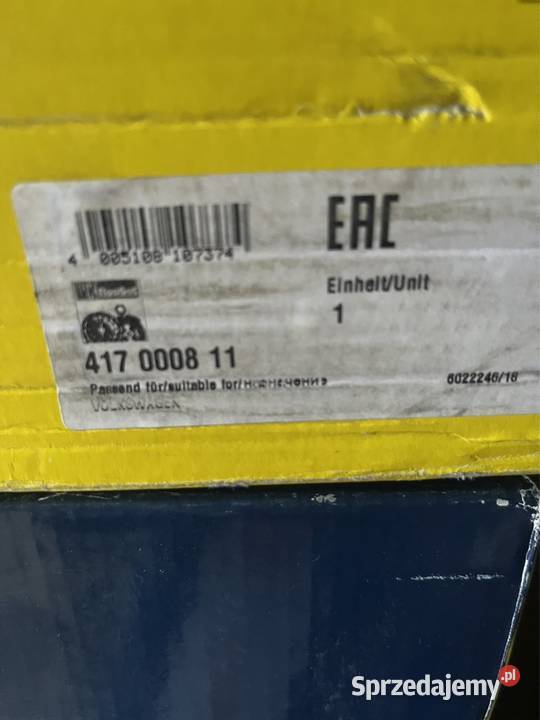 EAC
4 005108 107374
Einheit/Unit
1
417 0008 11
Passend für/suitable for/назначение
6022246/16
VOLKSWAGEN
Sprzedajemy.pl